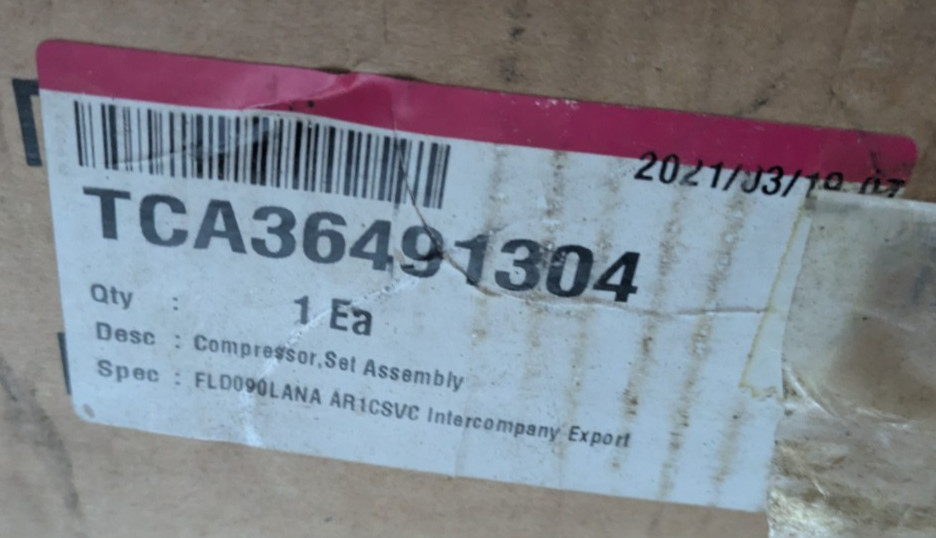 2021/03/19
TCA36491304
Qty : 1 Ea
Desc : Compressor,Set Assembly
Spec : FLD090LANA AR1CSVC Intercompany Export